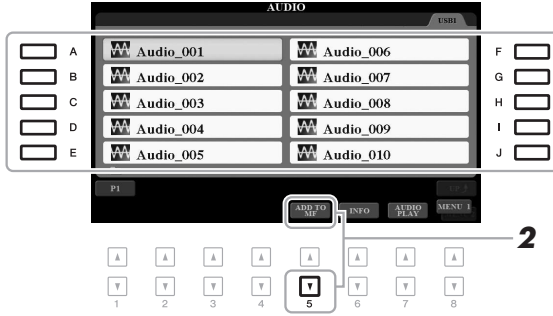 AUDIO
USB1
A Audio_001 Audio_006 F
B Audio_002 Audio_007 G
C Audio_003 Audio_008 H
D Audio_004 Audio_009 I
E Audio_005 Audio_010 J
P1 UP
ADD TO MF INFO AUDIO PLAY MENU 1
2
1 2 3 4 5 6 7 8